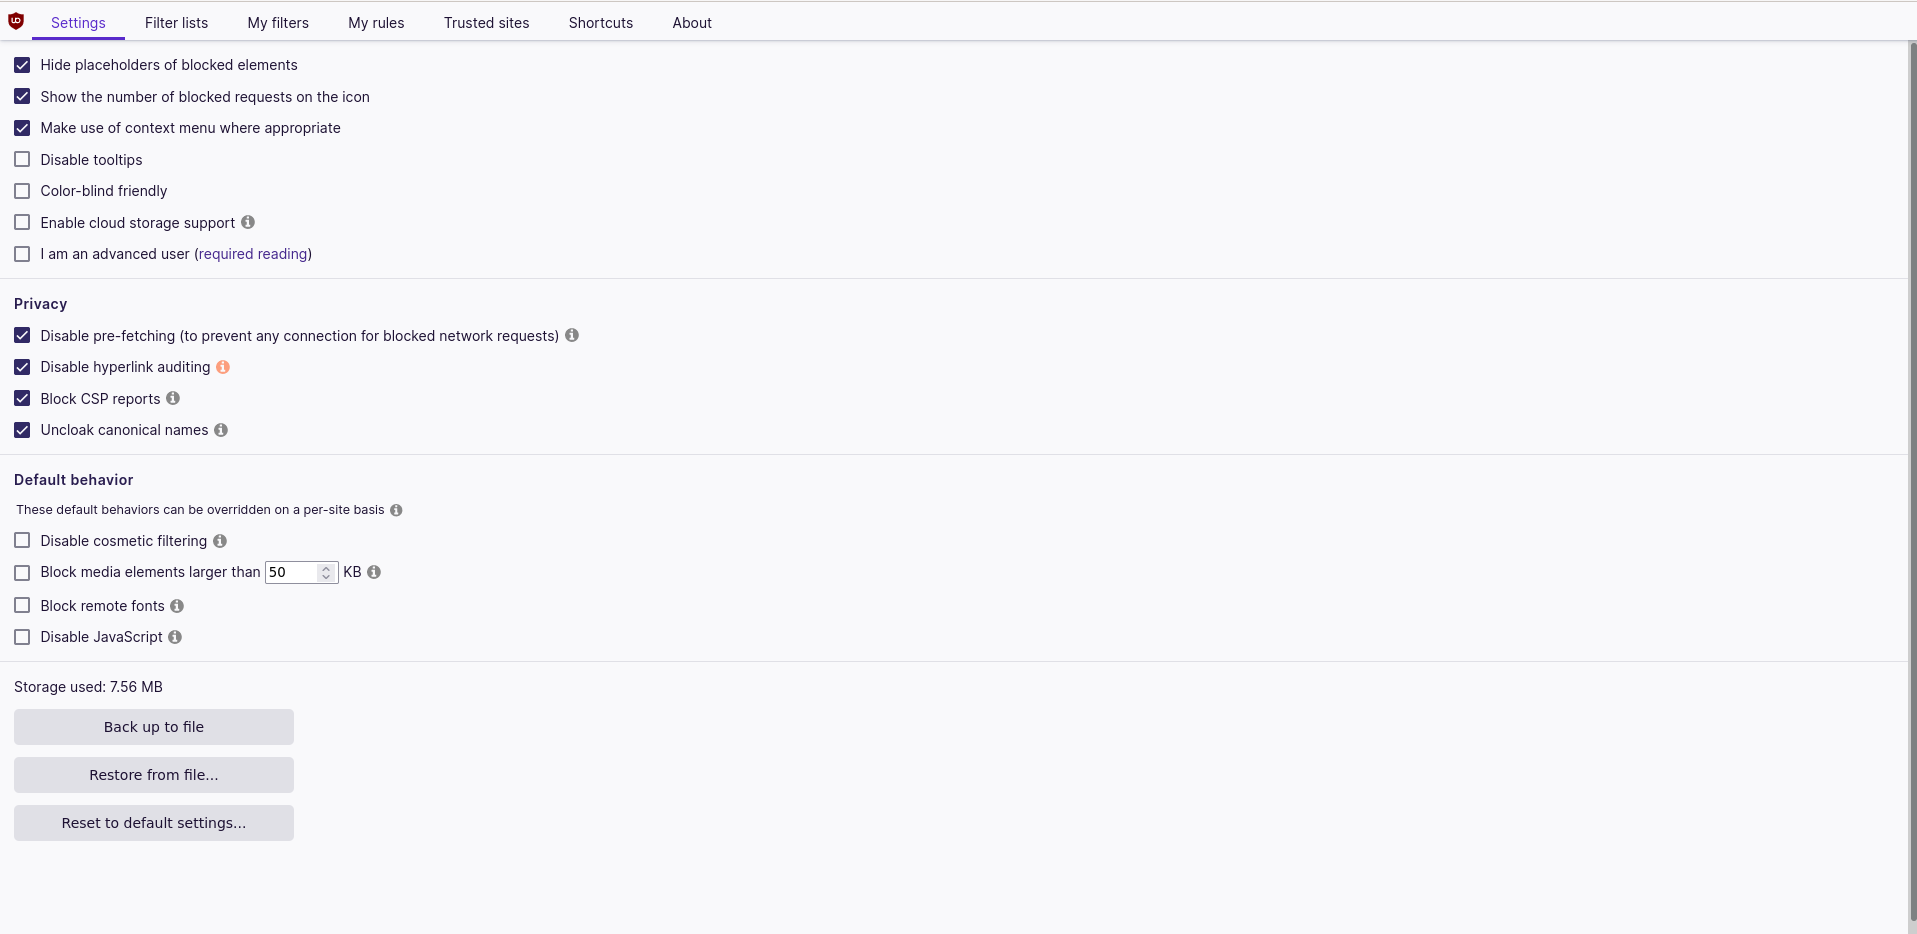 Settings Filter lists My filters My rules Trusted sites Shortcuts About
Hide placeholders of blocked elements
Show the number of blocked requests on the icon
Make use of context menu where appropriate
Disable tooltips
Color-blind friendly
Enable cloud storage support
I am an advanced user (required reading)
Privacy
Disable pre-fetching (to prevent any connection for blocked network requests)
Disable hyperlink auditing
Block CSP reports
Uncloak canonical names
Default behavior
These default behaviors can be overridden on a per-site basis
Disable cosmetic filtering
Block media elements larger than 50 KB
Block remote fonts
Disable JavaScript
Storage used: 7.56 MB
Back up to file
Restore from file...
Reset to default settings...